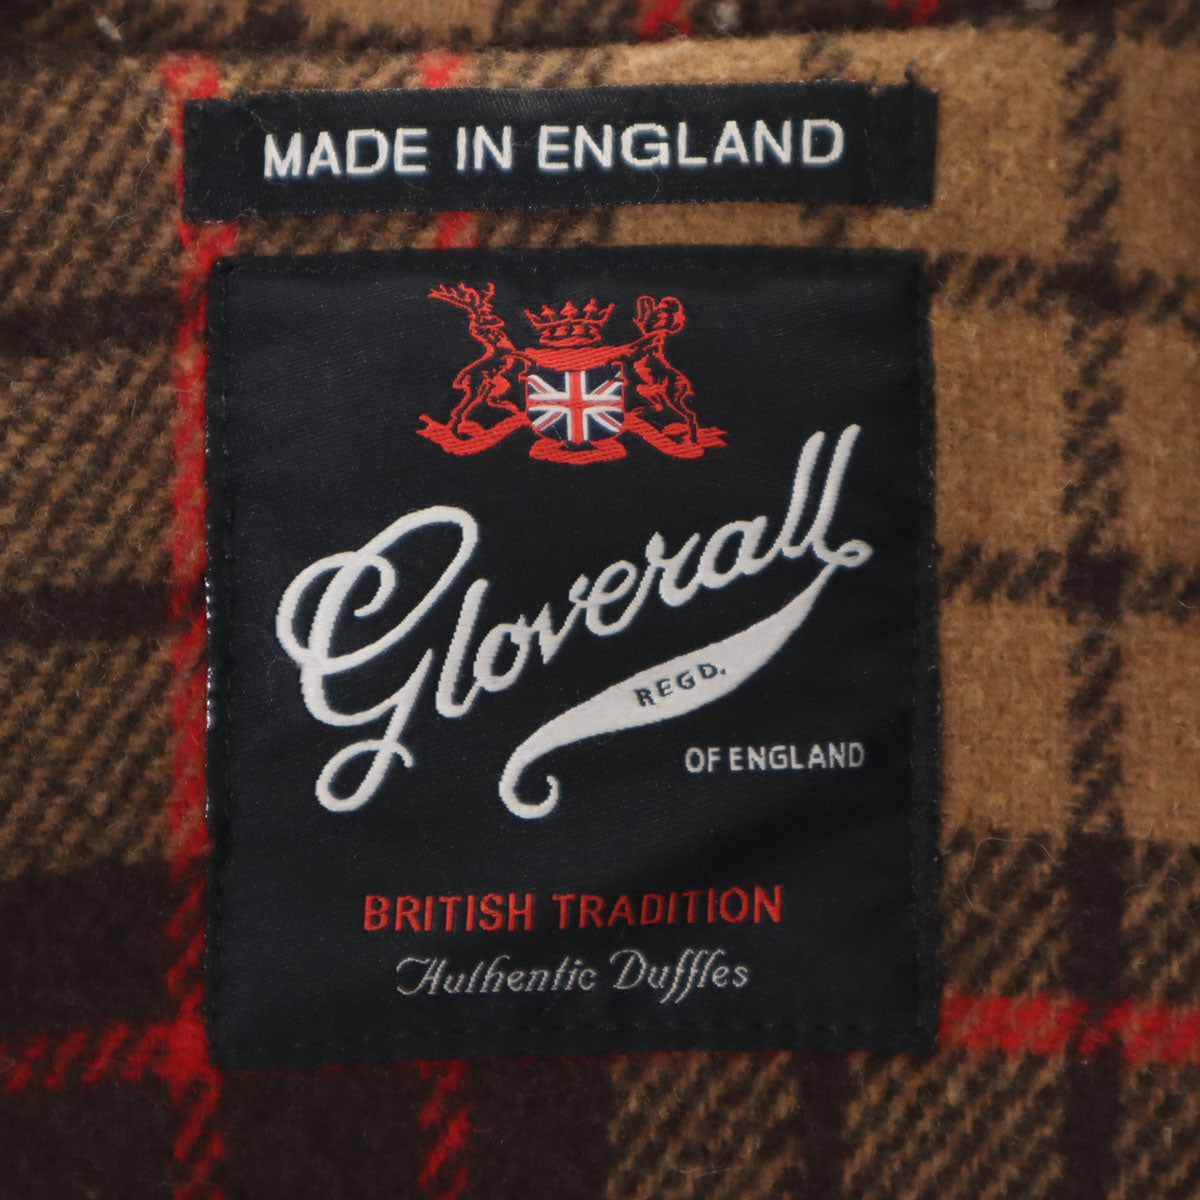 MADE IN ENGLAND
Gloverall
REGD.
OF ENGLAND
BRITISH TRADITION
Authentic Duffles